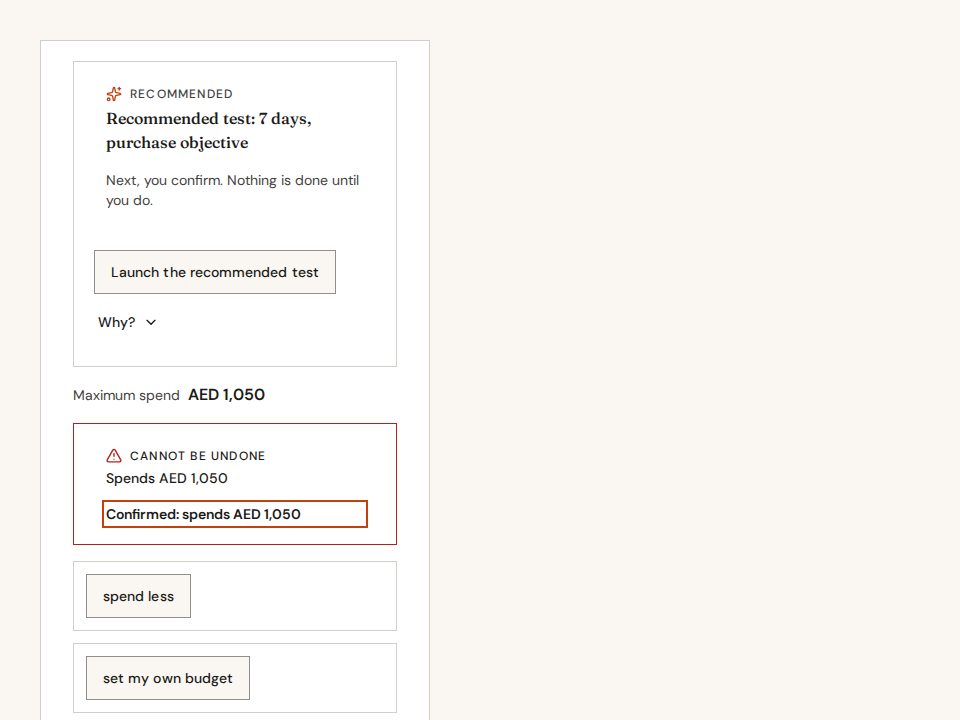 RECOMMENDED
Recommended test: 7 days,
purchase objective
Next, you confirm. Nothing is done until
you do.
Launch the recommended test
Why?
Maximum spend AED 1,050
CANNOT BE UNDONE
Spends AED 1,050
Confirmed: spends AED 1,050
spend less
set my own budget